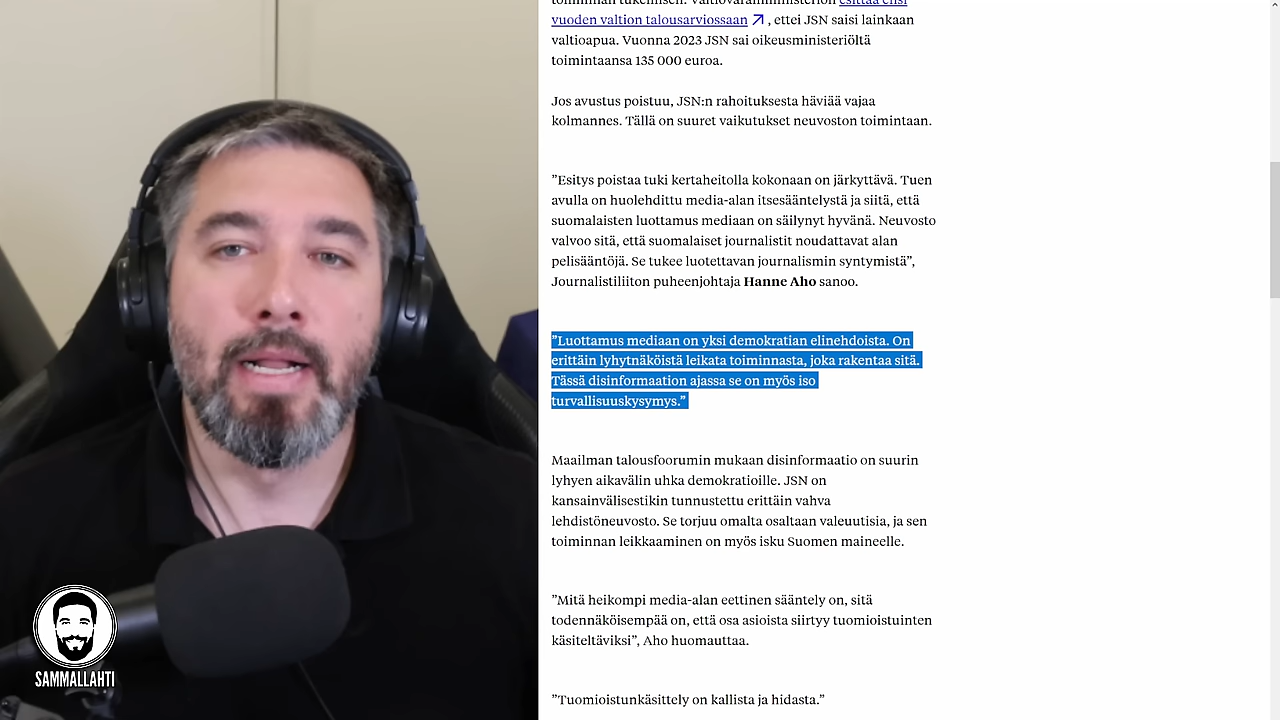 toiminnan tukemisen. Valtiovarainministeriö esittää ensi
vuoden valtion talousarviossaan , ettei JSN saisi lainkaan
valtioapua. Vuonna 2023 JSN sai oikeusministeriöltä
toimintaansa 135 000 euroa.
Jos avustus poistuu, JSN:n rahoituksesta häviää vajaa
kolmannes. Tällä on suuret vaikutukset neuvoston toimintaan.
”Esitys poistaa tuki kertaheitolla kokonaan on järkyttävä. Tuen
avulla on huolehdittu media-alan itsesääntelystä ja siitä, että
suomalaisten luottamus mediaan on säilynyt hyvänä. Neuvosto
valvoo sitä, että suomalaiset journalistit noudattavat alan
pelisääntöjä. Se tukee luotettavan journalismin syntymistä”,
Journalistiliiton puheenjohtaja Hanne Aho sanoo.
”Luottamus mediaan on yksi demokratian elinehdoista. On
erittäin lyhytnäköistä leikata toiminnasta, joka rakentaa sitä.
Tässä disinformaation ajassa se on myös iso
turvallisuuskysymys.”
Maailman talousfoorumin mukaan disinformaatio on suurin
lyhyen aikavälin uhka demokratioille. JSN on
kansainvälisestikin tunnustettu erittäin vahva
lehdistöneuvosto. Se torjuu omalta osaltaan valeuutisia, ja sen
toiminnan leikkaaminen on myös isku Suomen maineelle.
”Mitä heikompi media-alan eettinen sääntely on, sitä
todennäköisempää on, että osa asioista siirtyy tuomioistuinten
käsiteltäviksi”, Aho huomauttaa.
”Tuomioistunkäsittely on kallista ja hidasta.”
SAMMALLAHTI